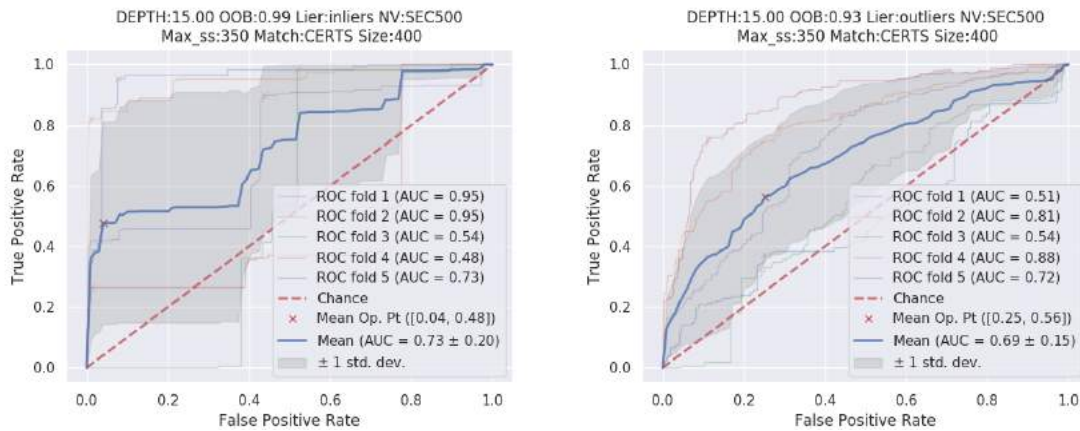 DEPTH:15.00 OOB:0.99 Lier:inliers NV:SEC500
Max_ss:350 Match:CERTS Size:400
1.0
0.8
0.6
0.4
0.2
0.0
True Positive Rate
ROC fold 1 (AUC = 0.95)
ROC fold 2 (AUC = 0.95)
ROC fold 3 (AUC = 0.54)
ROC fold 4 (AUC = 0.48)
ROC fold 5 (AUC = 0.73)
Chance
Mean Op. Pt ([0.04, 0.48])
Mean (AUC = 0.73 ± 0.20)
± 1 std. dev.
0.0 0.2 0.4 0.6 0.8 1.0
False Positive Rate
DEPTH:15.00 OOB:0.93 Lier:outliers NV:SEC500
Max_ss:350 Match:CERTS Size:400
1.0
0.8
0.6
0.4
0.2
0.0
True Positive Rate
ROC fold 1 (AUC = 0.51)
ROC fold 2 (AUC = 0.81)
ROC fold 3 (AUC = 0.54)
ROC fold 4 (AUC = 0.88)
ROC fold 5 (AUC = 0.72)
Chance
Mean Op. Pt ([0.25, 0.56])
Mean (AUC = 0.69 ± 0.15)
± 1 std. dev.
0.0 0.2 0.4 0.6 0.8 1.0
False Positive Rate